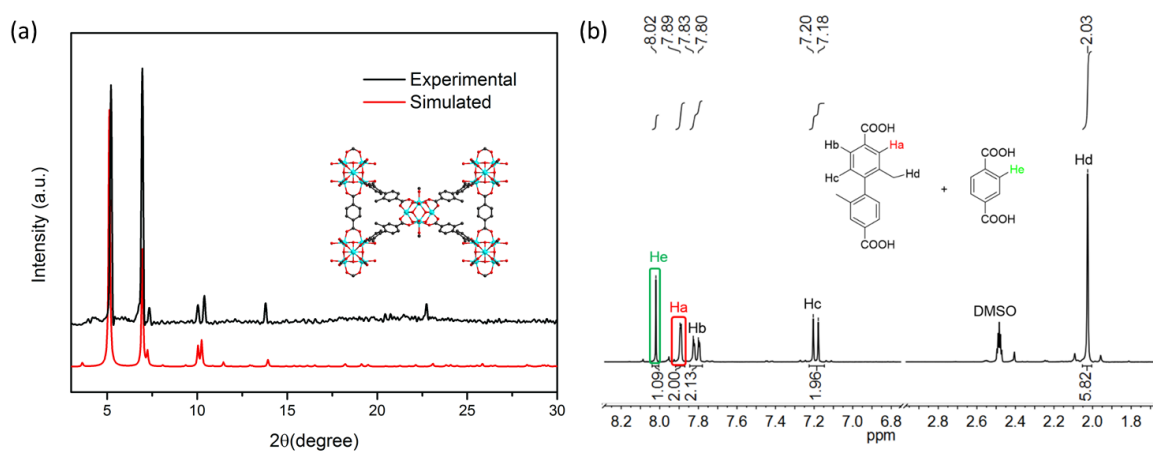 (a)
Experimental
Simulated
Intensity (a.u.)
5
10
15
20
25
30
2θ(degree)
(b)
8.02
7.89
7.83
7.80
7.20
7.18
2.03
COOH
Hb
Ha
Hc
Hd
COOH
+
COOH
He
COOH
He
Ha
Hb
Hc
DMSO
Hd
1.09
2.00
2.13
1.96
5.82
8.2 8.0 7.8 7.6 7.4 7.2 7.0 6.8
2.8 2.6 2.4 2.2 2.0 1.8
ppm